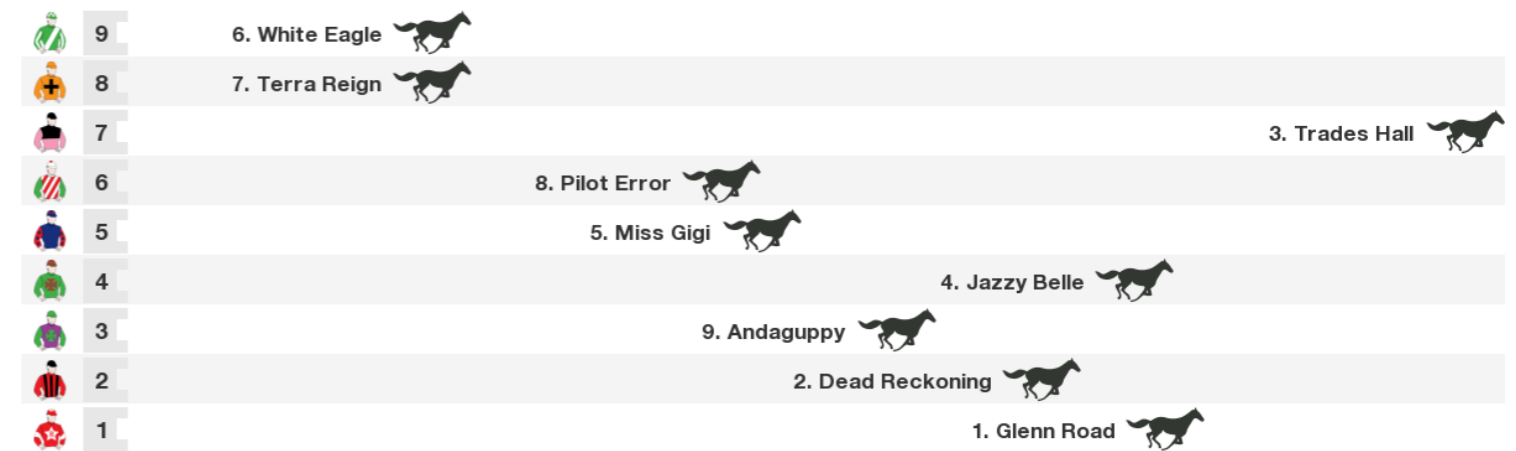 9 6. White Eagle
8 7. Terra Reign
7 3. Trades Hall
6 8. Pilot Error
5 5. Miss Gigi
4 4. Jazzy Belle
3 9. Andaguppy
2 2. Dead Reckoning
1 1. Glenn Road